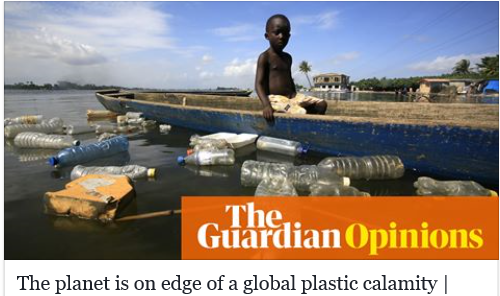 The
Guardian Opinions
The planet is on edge of a global plastic calamity |